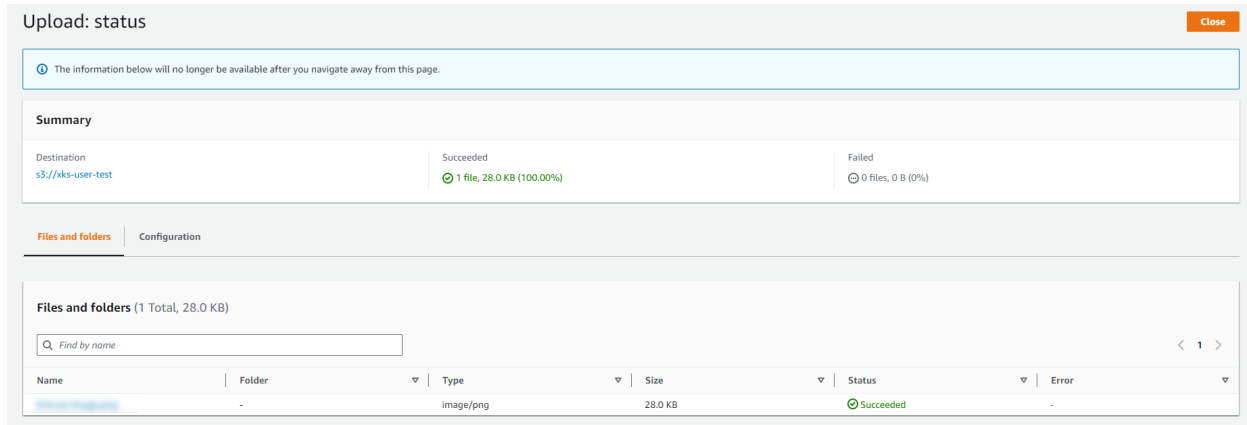 Upload: status
Close
The information below will no longer be available after you navigate away from this page.
Summary
Destination
Succeeded
Failed
s3://xks-user-test
1 file, 28.0 KB (100.00%)
0 files, 0 B (0%)
Files and folders
Configuration
Files and folders (1 Total, 28.0 KB)
Find by name
1
Name Folder Type Size Status Error
- image/png 28.0 KB Succeeded -